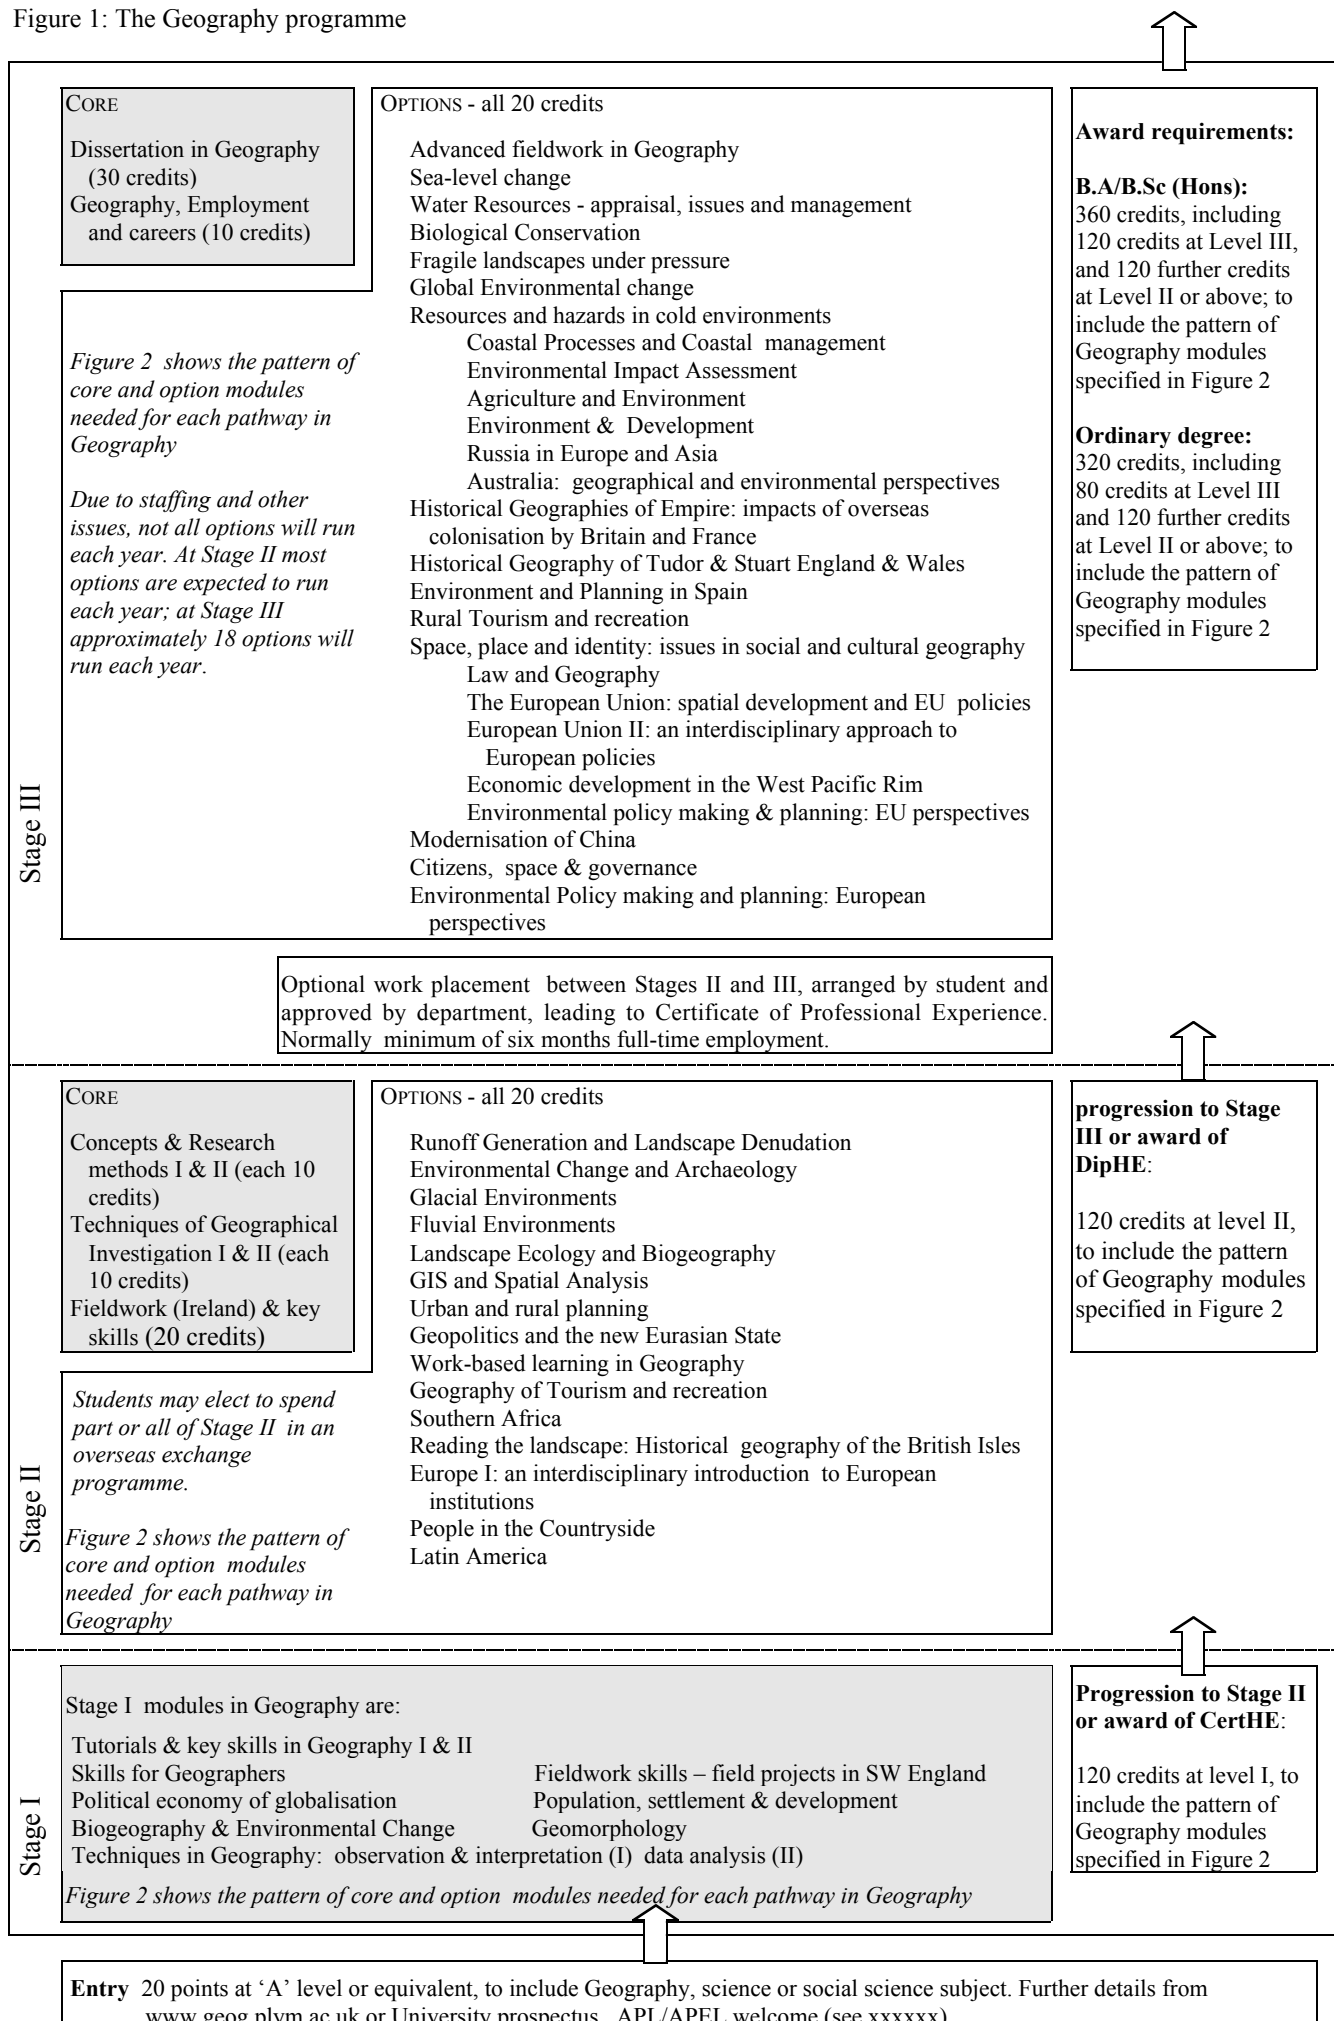 Figure 1: The Geography programme
CORE
Dissertation in Geography
(30 credits)
Geography, Employment
and careers (10 credits)
Figure 2 shows the pattern of
core and option modules
needed for each pathway in
Geography
Due to staffing and other
issues, not all options will run
each year. At Stage II most
options are expected to run
each year; at Stage III
approximately 18 options will
run each year.
Stage III
OPTIONS - all 20 credits
Advanced fieldwork in Geography
Sea-level change
Water Resources - appraisal, issues and management
Biological Conservation
Fragile landscapes under pressure
Global Environmental change
Resources and hazards in cold environments
Coastal Processes and Coastal management
Environmental Impact Assessment
Agriculture and Environment
Environment & Development
Russia in Europe and Asia
Australia: geographical and environmental perspectives
Historical Geographies of Empire: impacts of overseas
colonisation by Britain and France
Historical Geography of Tudor & Stuart England & Wales
Environment and Planning in Spain
Rural Tourism and recreation
Space, place and identity: issues in social and cultural geography
Law and Geography
The European Union: spatial development and EU policies
European Union II: an interdisciplinary approach to
European policies
Economic development in the West Pacific Rim
Environmental policy making & planning: EU perspectives
Modernisation of China
Citizens, space & governance
Environmental Policy making and planning: European
perspectives
Award requirements:
B.A/B.Sc (Hons):
360 credits, including
120 credits at Level III,
and 120 further credits
at Level II or above; to
include the pattern of
Geography modules
specified in Figure 2
Ordinary degree:
320 credits, including
80 credits at Level III
and 120 further credits
at Level II or above; to
include the pattern of
Geography modules
specified in Figure 2
Optional work placement between Stages II and III, arranged by student and
approved by department, leading to Certificate of Professional Experience.
Normally minimum of six months full-time employment.
CORE
Concepts & Research
methods I & II (each 10
credits)
Techniques of Geographical
Investigation I & II (each
10 credits)
Fieldwork (Ireland) & key
skills (20 credits)
Students may elect to spend
part or all of Stage II in an
overseas exchange
programme.
Figure 2 shows the pattern of
core and option modules
needed for each pathway in
Geography
Stage II
OPTIONS - all 20 credits
Runoff Generation and Landscape Denudation
Environmental Change and Archaeology
Glacial Environments
Fluvial Environments
Landscape Ecology and Biogeography
GIS and Spatial Analysis
Urban and rural planning
Geopolitics and the new Eurasian State
Work-based learning in Geography
Geography of Tourism and recreation
Southern Africa
Reading the landscape: Historical geography of the British Isles
Europe I: an interdisciplinary introduction to European
institutions
People in the Countryside
Latin America
progression to Stage
III or award of
DipHE:
120 credits at level II,
to include the pattern
of Geography modules
specified in Figure 2
Stage I
Stage I modules in Geography are:
Tutorials & key skills in Geography I & II
Skills for Geographers Fieldwork skills – field projects in SW England
Political economy of globalisation Population, settlement & development
Biogeography & Environmental Change Geomorphology
Techniques in Geography: observation & interpretation (I) data analysis (II)
Figure 2 shows the pattern of core and option modules needed for each pathway in Geography
Progression to Stage II
or award of CertHE:
120 credits at level I, to
include the pattern of
Geography modules
specified in Figure 2
Entry 20 points at ‘A’ level or equivalent, to include Geography, science or social science subject. Further details from
www.geog.plym.ac.uk or University prospectus. APL/APEL welcome (see xxxxxx)